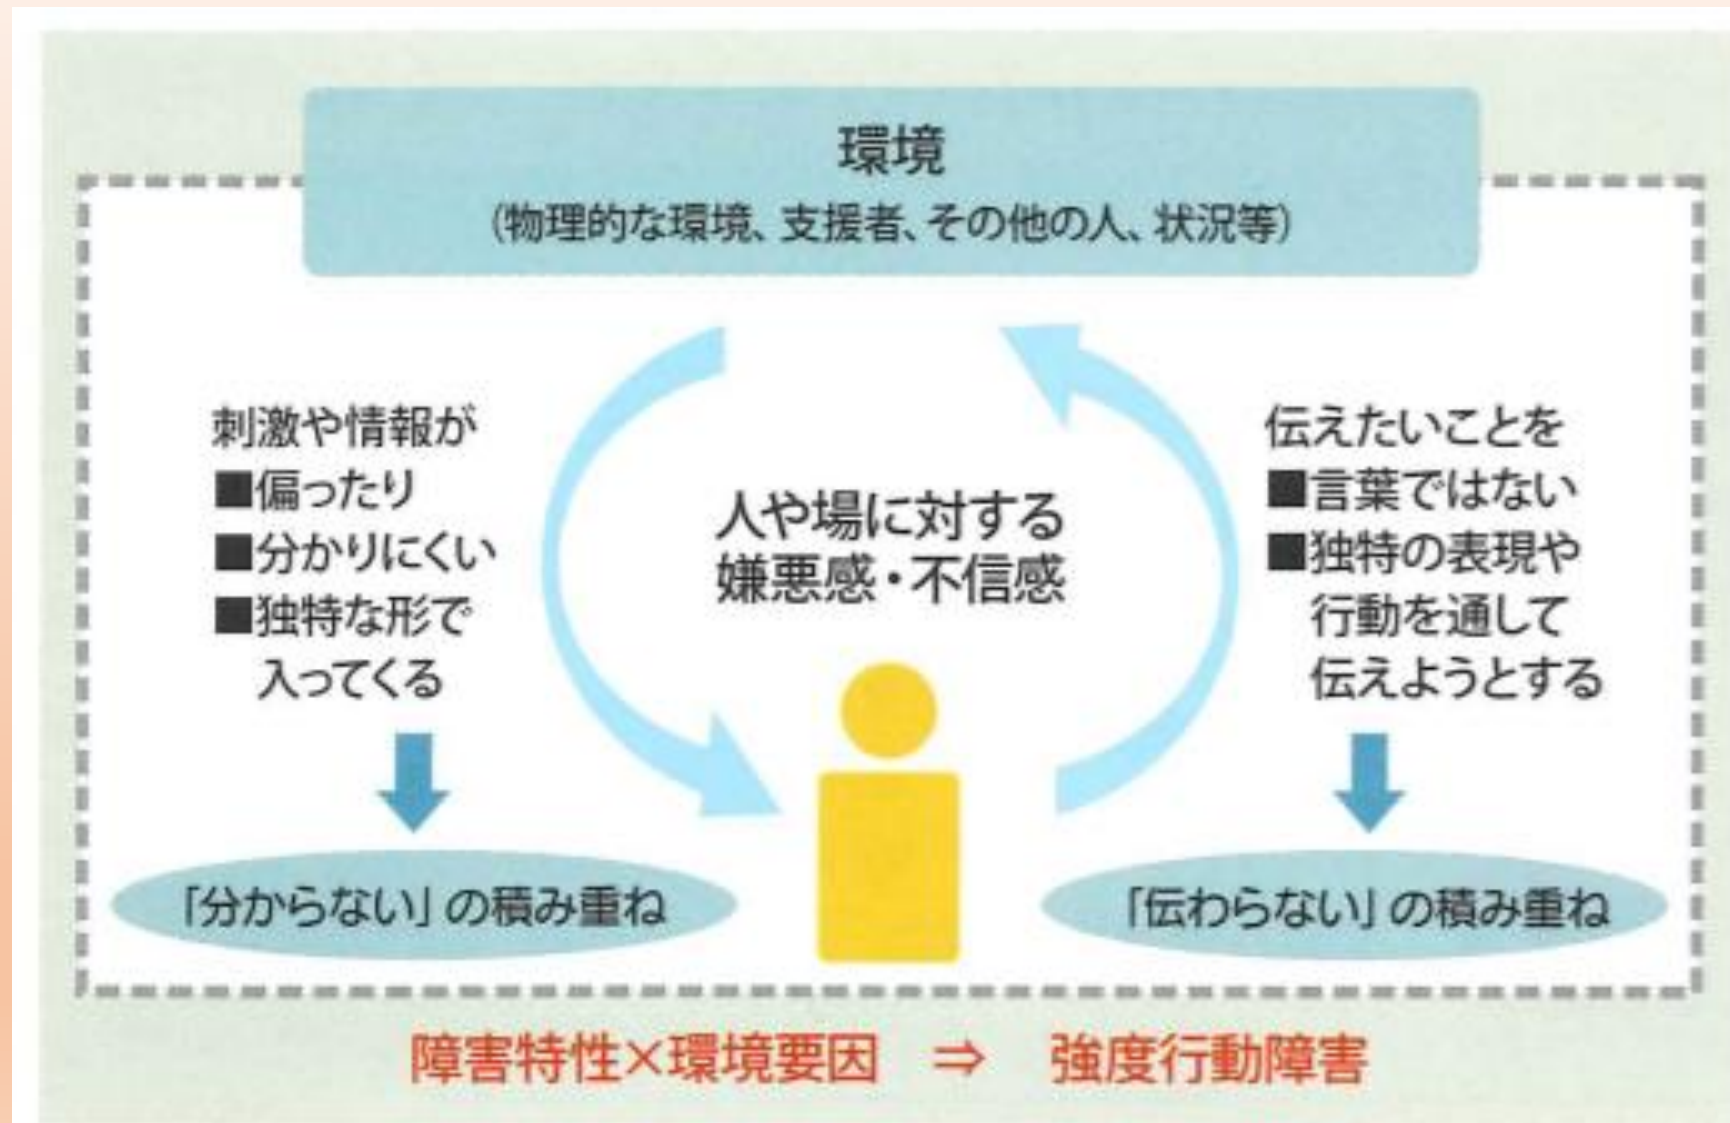 環境
(物理的な環境、支援者、その他の人、状況等)
刺激や情報が
■偏ったり
■分かりにくい
■独特な形で
入ってくる
人や場に対する
嫌悪感・不信感
伝えたいことを
■言葉ではない
■独特の表現や
行動を通して
伝えようとする
「分からない」の積み重ね
「伝わらない」の積み重ね
障害特性×環境要因 ⇒ 強度行動障害